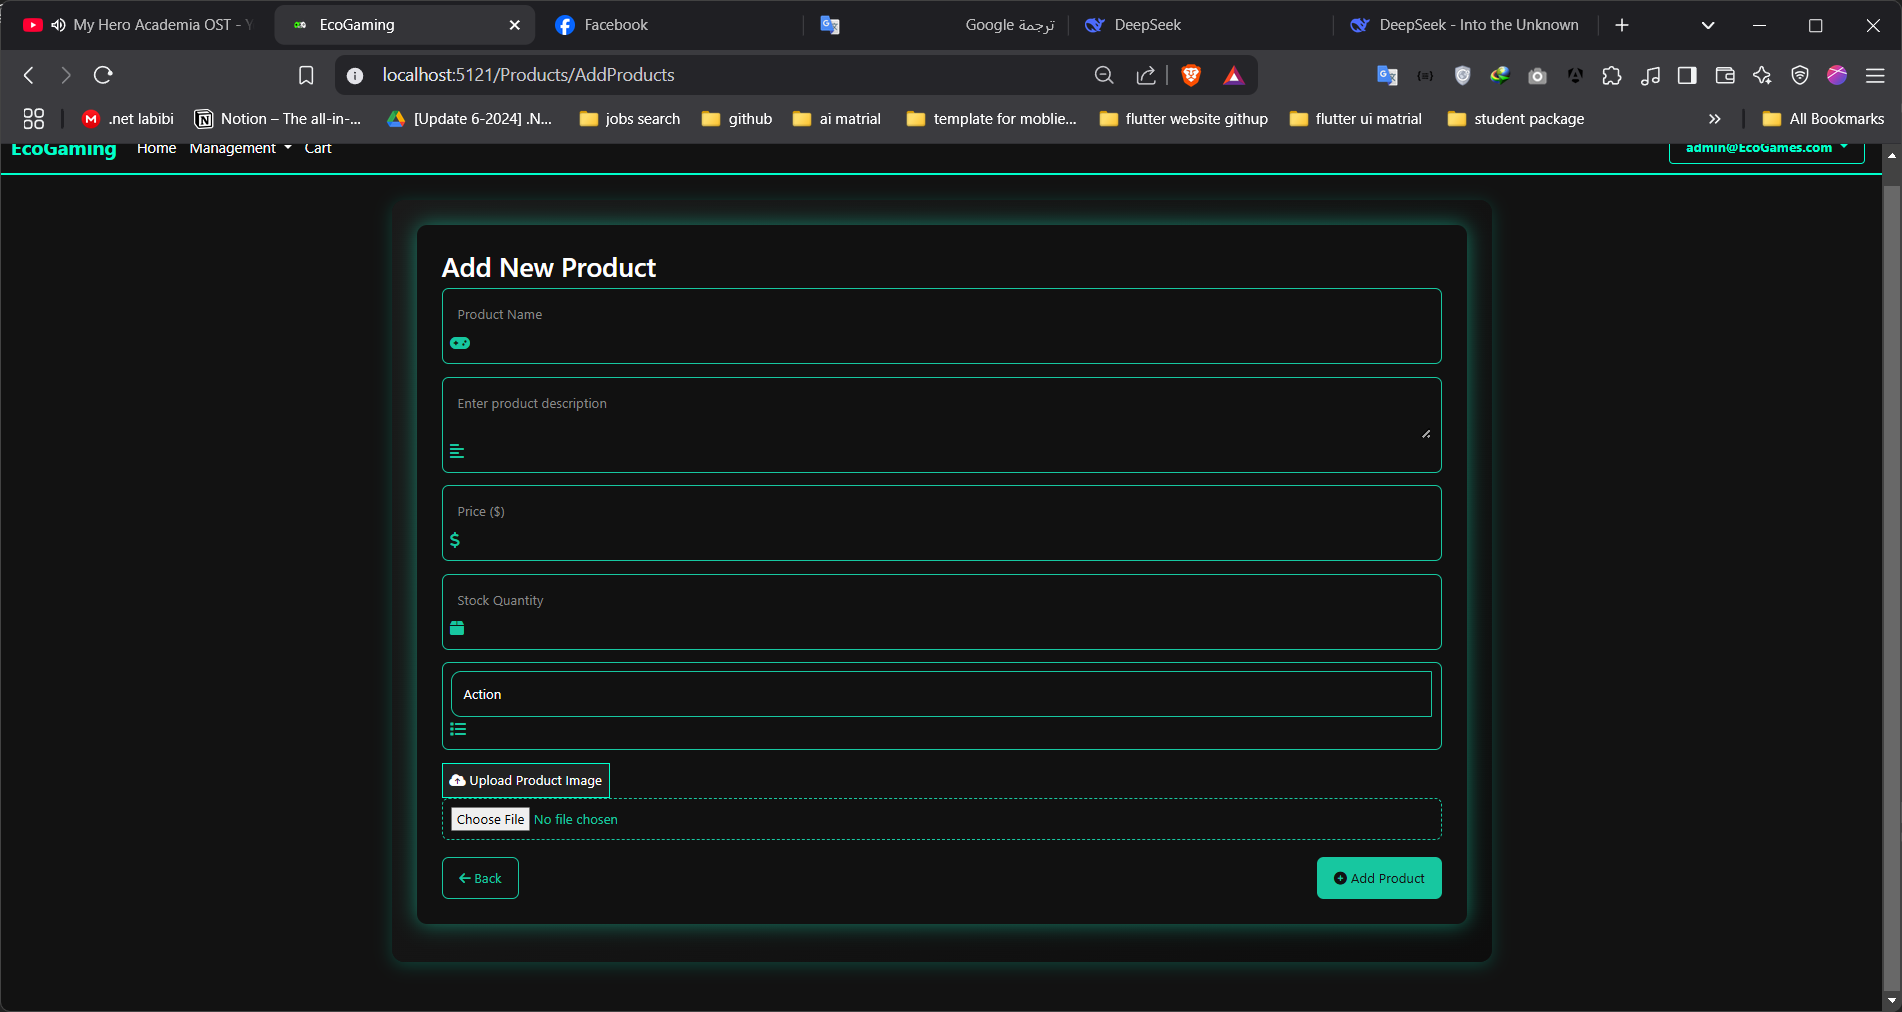 My Hero Academia OST - Y
EcoGaming
Facebook
ترجمة Google
DeepSeek
DeepSeek - Into the Unknown
localhost:5121/Products/AddProducts
.net labibi
Notion – The all-in-...
[Update 6-2024] .N...
jobs search
github
ai matrial
template for moblie...
flutter website githup
flutter ui matrial
student package
»
All Bookmarks
EcoGaming
Home
Management
Cart
admin@EcoGames.com
Add New Product
Product Name
Enter product description
Price ($)
$
Stock Quantity
Action
Upload Product Image
Choose File No file chosen
Back
Add Product